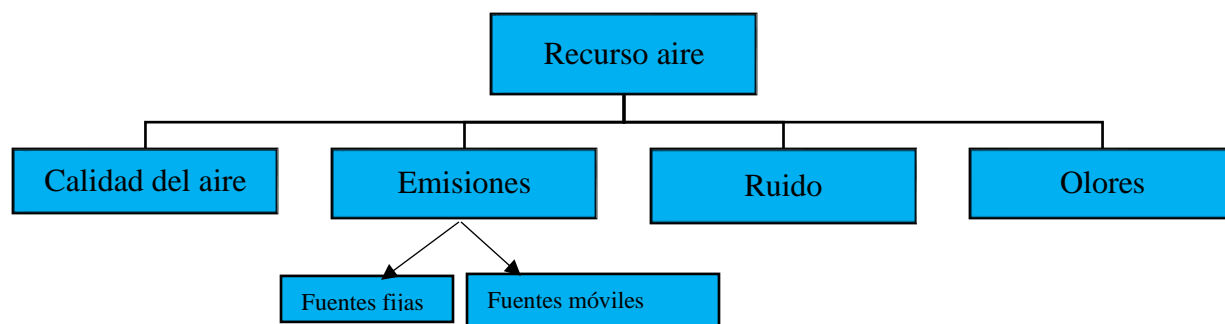 Recurso aire
Calidad del aire
Emisiones
Ruido
Olores
Fuentes fijas
Fuentes móviles